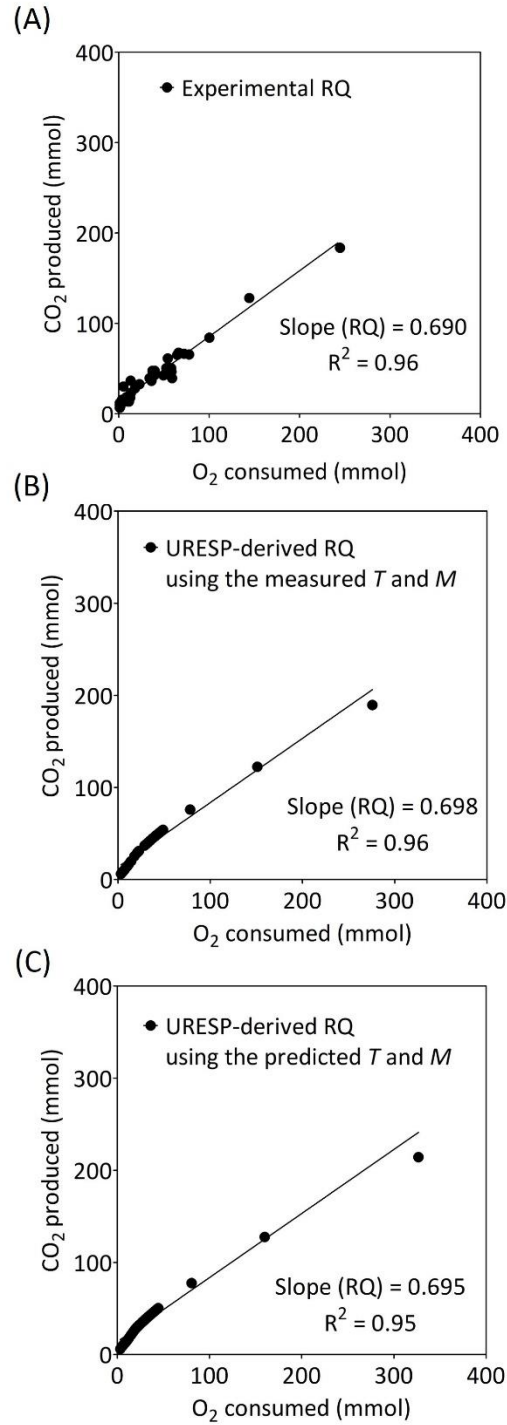 (A)
400
300
200
100
0
CO₂ produced (mmol)
Experimental RQ
Slope (RQ) = 0.690
R² = 0.96
0 100 200 300 400
O₂ consumed (mmol)
(B)
400
300
200
100
0
CO₂ produced (mmol)
URESP-derived RQ
using the measured T and M
Slope (RQ) = 0.698
R² = 0.96
0 100 200 300 400
O₂ consumed (mmol)
(C)
400
300
200
100
0
CO₂ produced (mmol)
URESP-derived RQ
using the predicted T and M
Slope (RQ) = 0.695
R² = 0.95
0 100 200 300 400
O₂ consumed (mmol)